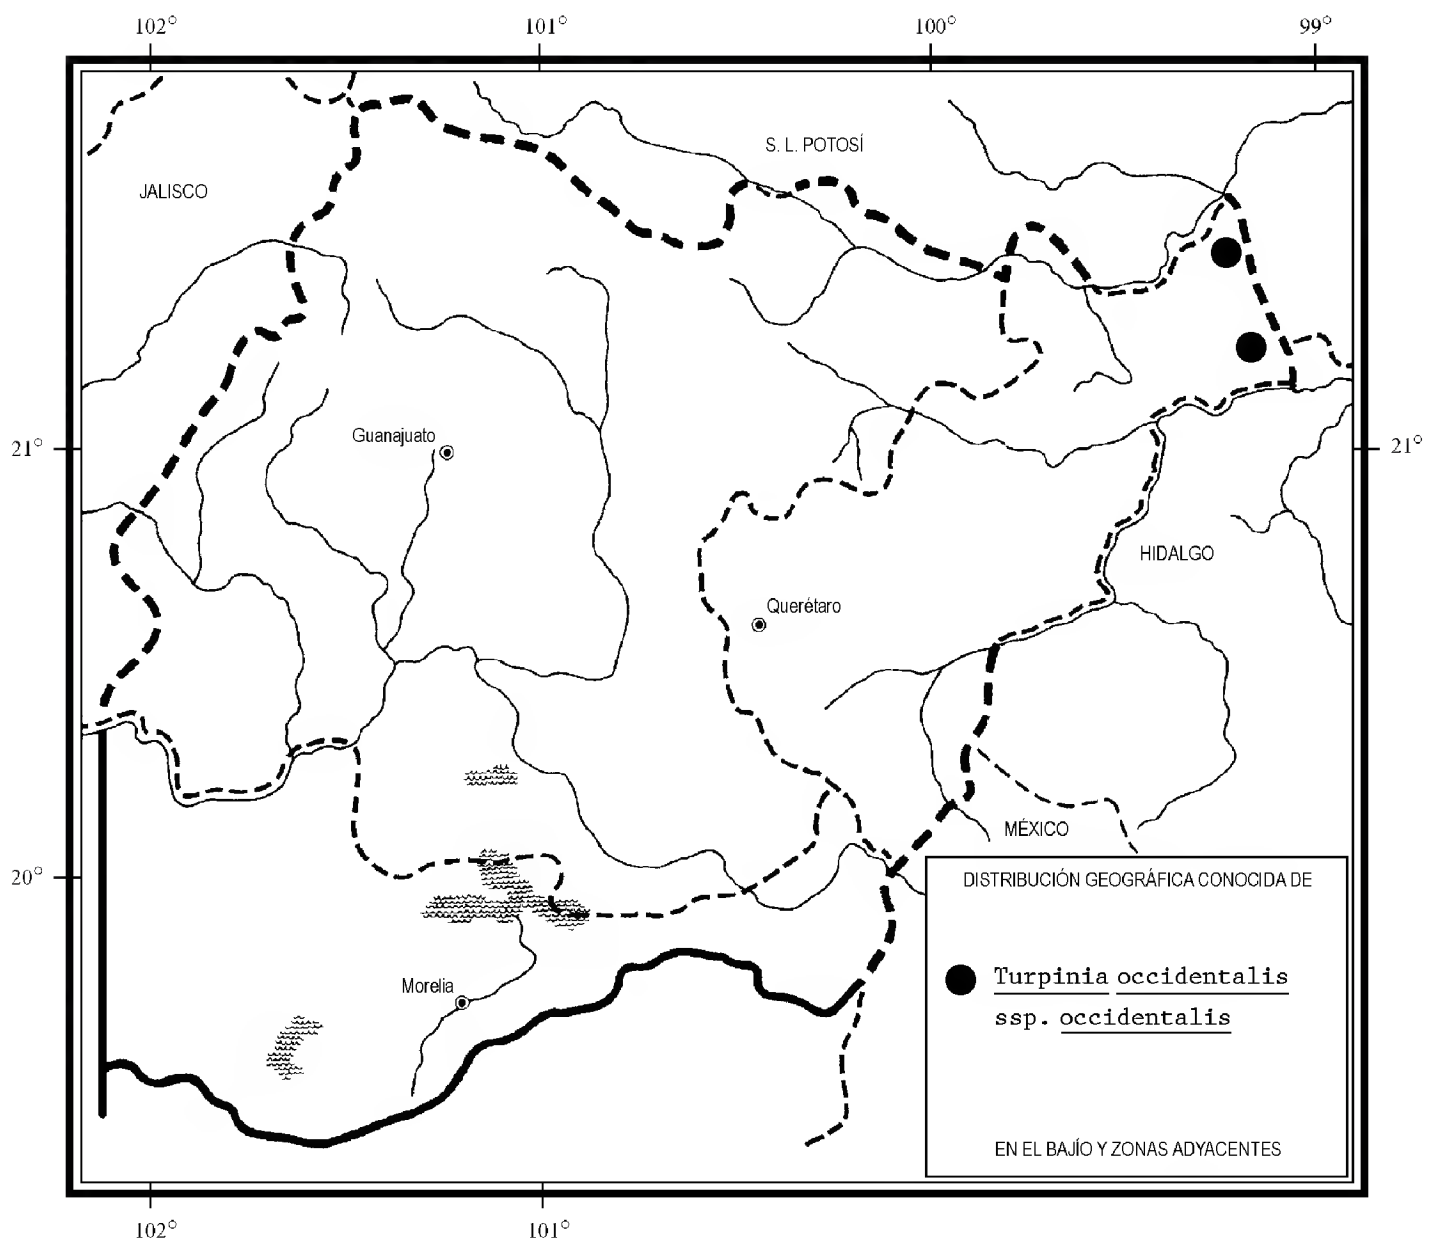 102° 101° 100° 99°
S. L. POTOSÍ
JALISCO
Guanajuato
21° 21°
HIDALGO
Querétaro
MÉXICO
20°
DISTRIBUCIÓN GEOGRÁFICA CONOCIDA DE
Turpinia occidentalis
ssp. occidentalis
Morelia
EN EL BAJÍO Y ZONAS ADYACENTES
102° 101°